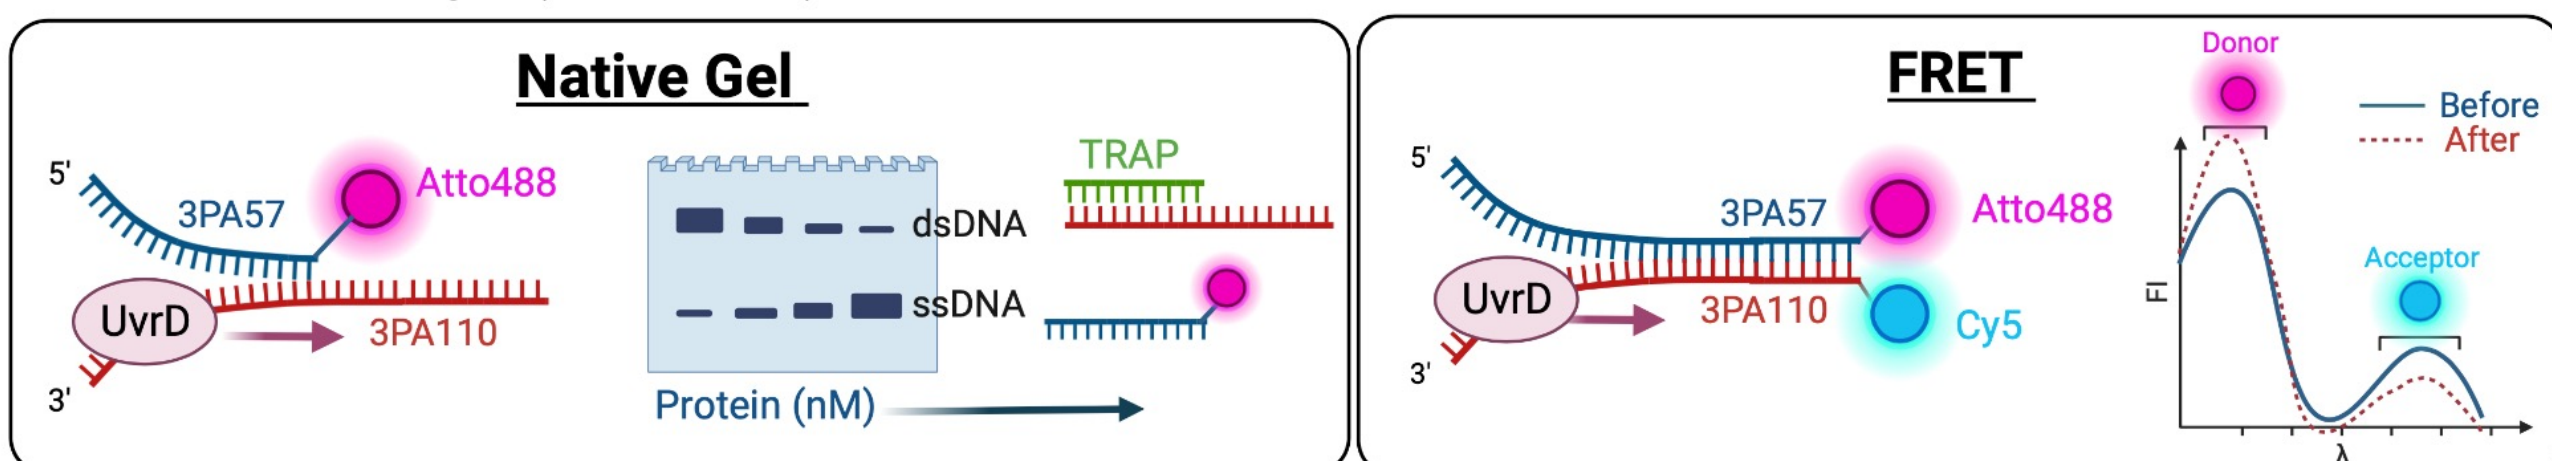 Native Gel
5'
3PA57
Atto488
UvrD
3PA110
3'
dsDNA
ssDNA
Protein (nM)
TRAP
FRET
5'
3PA57
Atto488
UvrD
3PA110
Cy5
3'
Donor
Before
After
Acceptor
FI
λ